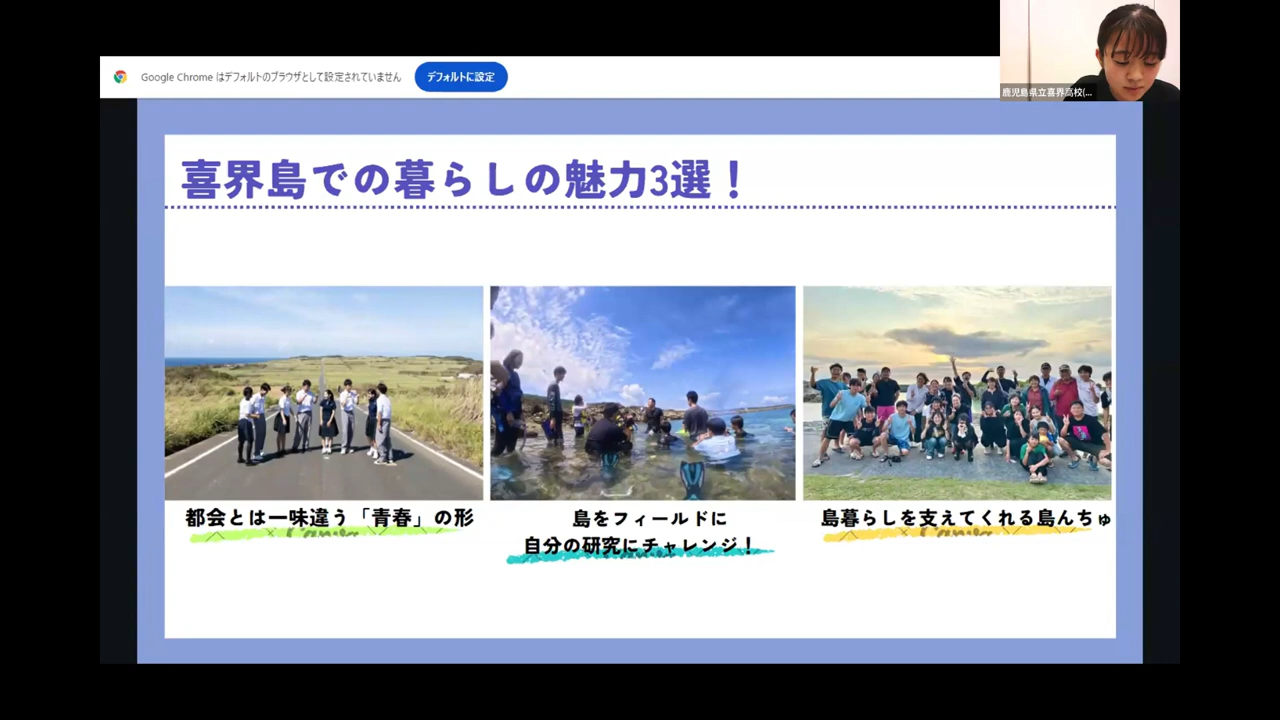 Google Chrome はデフォルトのブラウザとして設定されていません
デフォルトに設定
鹿児島県立喜界高校(...
喜界島での暮らしの魅力3選！
都会とは一味違う「青春」の形
島をフィールドに
自分の研究にチャレンジ！
島暮らしを支えてくれる島んちゅ